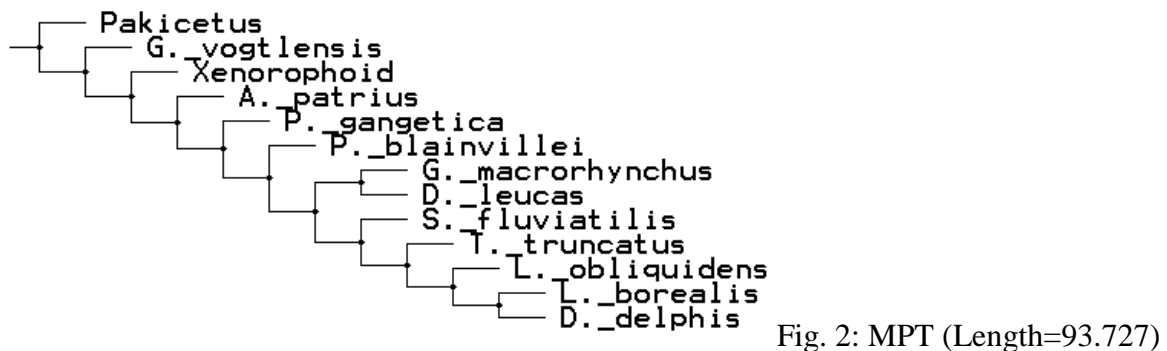 Pakicetus
G._vogtlensis
Xenorophoid
A._patrius
P._gangetica
P._blainvillei
G._macrorhynchus
D._leucas
S._fluviatilis
T._truncatus
L._obliquidens
L._borealis
D._delphis
Fig. 2: MPT (Length=93.727)